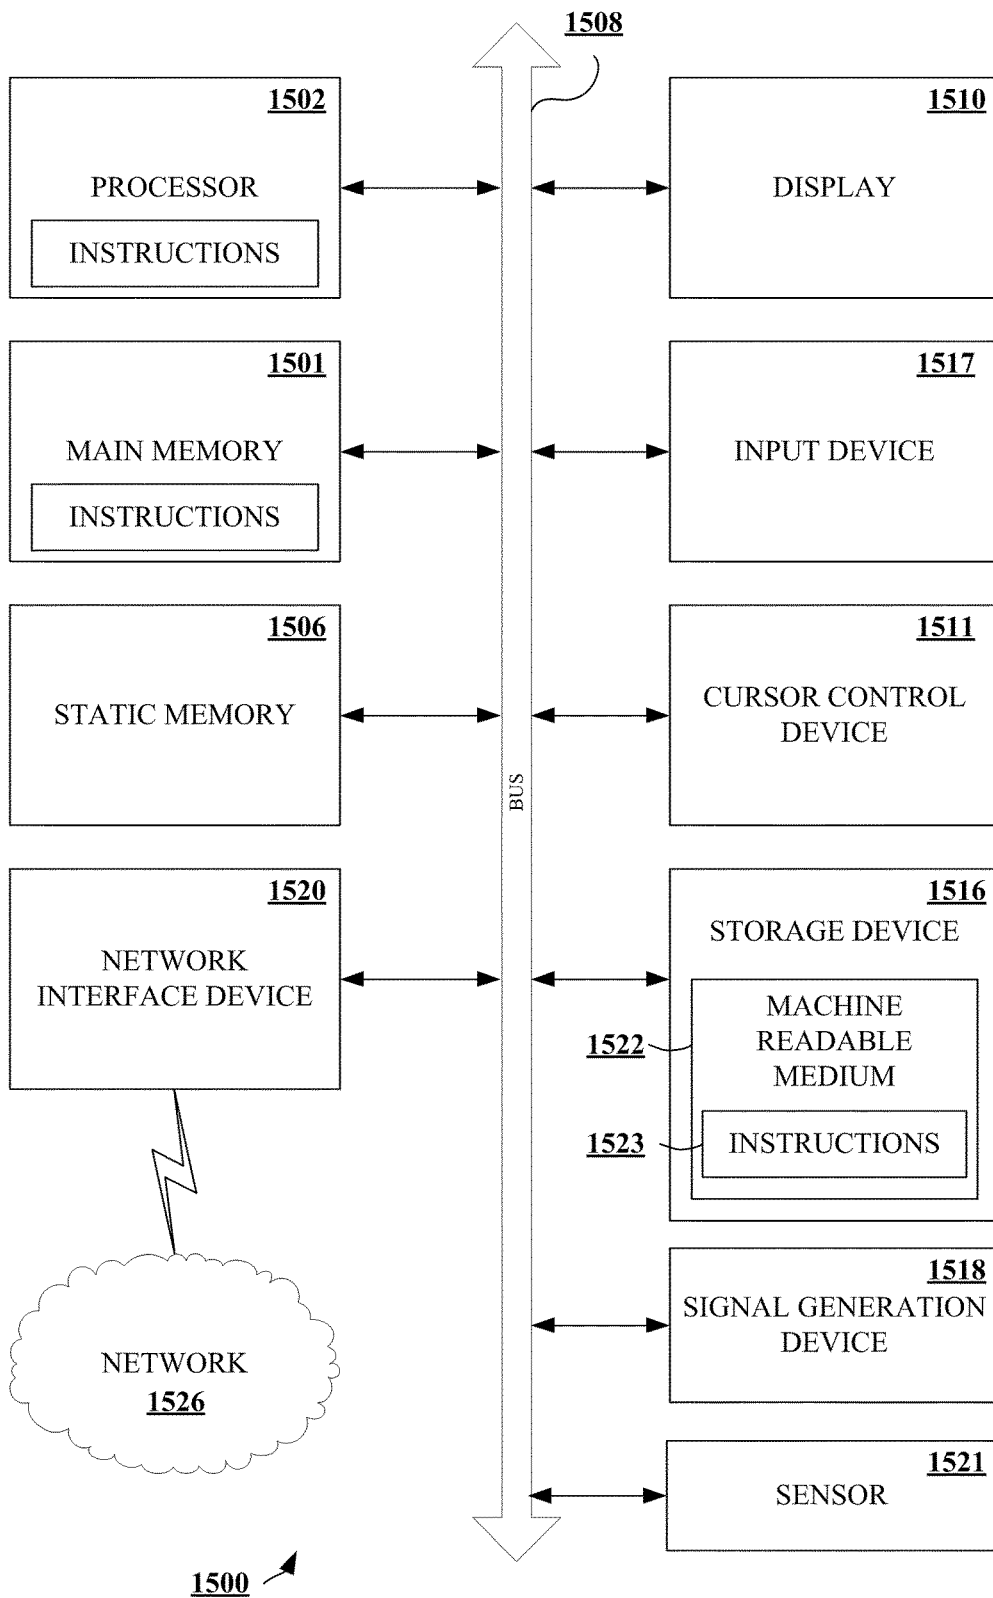 1508
1502
PROCESSOR
INSTRUCTIONS
1501
MAIN MEMORY
INSTRUCTIONS
1506
STATIC MEMORY
1520
NETWORK
INTERFACE DEVICE
NETWORK
1526
1500
BUS
1510
DISPLAY
1517
INPUT DEVICE
1511
CURSOR CONTROL
DEVICE
1516
STORAGE DEVICE
MACHINE
READABLE
MEDIUM
1522
INSTRUCTIONS
1523
1518
SIGNAL GENERATION
DEVICE
1521
SENSOR